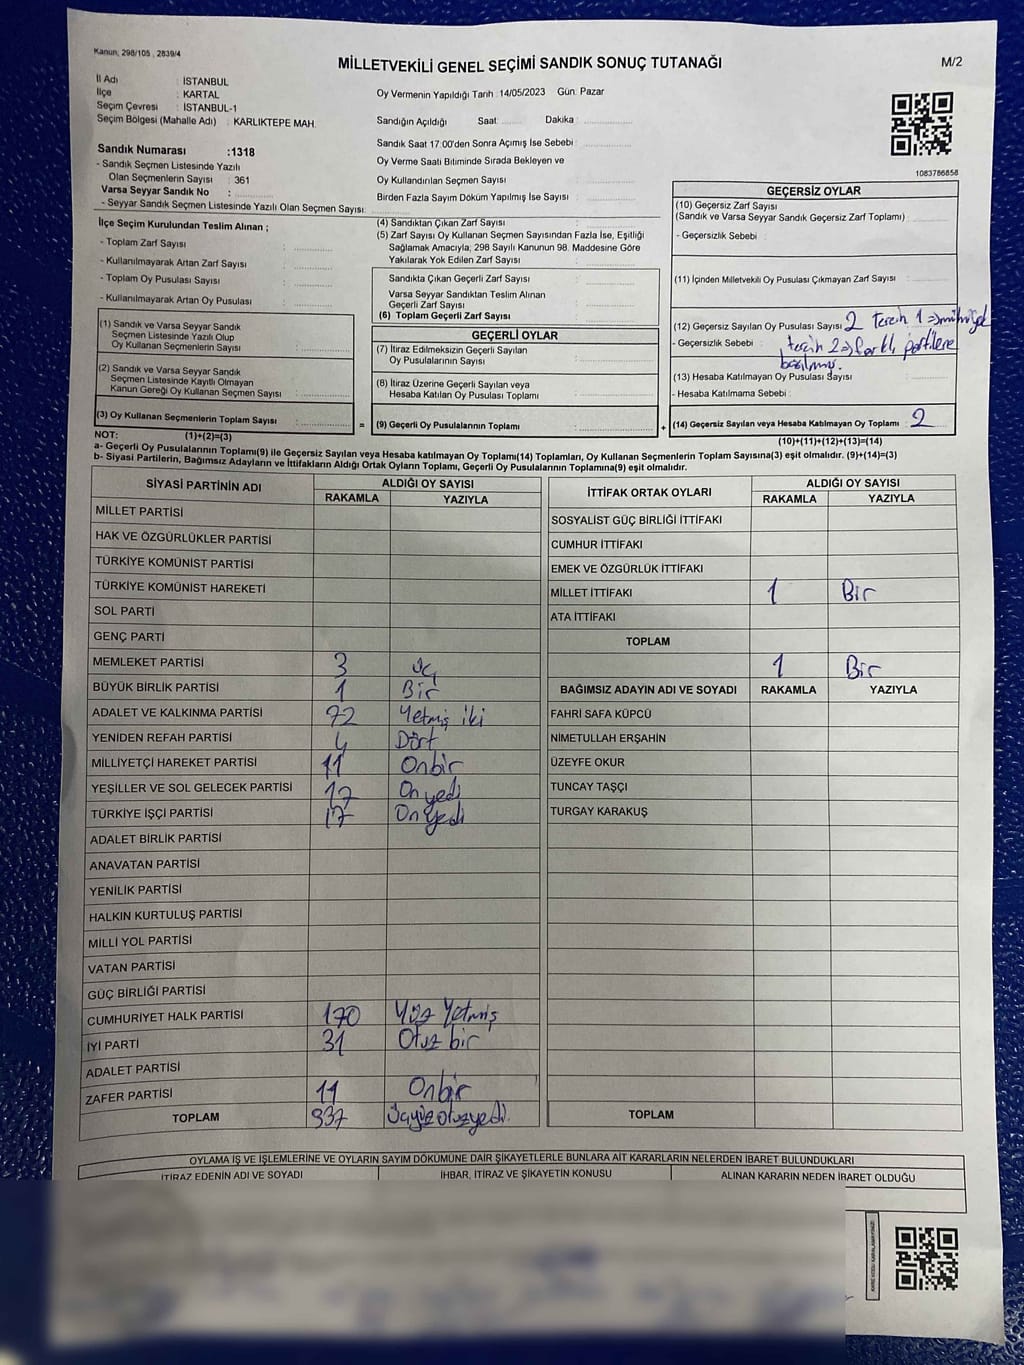 Kanun, 298/105 , 2839/4
MİLLETVEKİLİ GENEL SEÇİMİ SANDIK SONUÇ TUTANAĞI
M/2
İl Adı : İSTANBUL
İlçe : KARTAL
Seçim Çevresi : İSTANBUL-1
Seçim Bölgesi (Mahalle Adı) : KARLIKTEPE MAH.
Sandık Numarası :1318
- Sandık Seçmen Listesinde Yazılı
Olan Seçmenlerin Sayısı : 361
Varsa Seyyar Sandık No :
- Seyyar Sandık Seçmen Listesinde Yazılı Olan Seçmen Sayısı:
Oy Vermenin Yapıldığı Tarih :14/05/2023 Gün: Pazar
Sandığın Açıldığı Saat: Dakika :
Sandık Saat 17.00'den Sonra Açımış İse Sebebi :
Oy Verme Saati Bitiminde Sırada Bekleyen ve
Oy Kullandırılan Seçmen Sayısı :
Birden Fazla Sayım Döküm Yapılmış İse Sayısı :
1083786858
İlçe Seçim Kurulundan Teslim Alınan ;
- Toplam Zarf Sayısı :
- Kullanılmayarak Artan Zarf Sayısı :
- Toplam Oy Pusulası Sayısı :
- Kullanılmayarak Artan Oy Pusulası :
(1) Sandık ve Varsa Seyyar Sandık
Seçmen Listesinde Yazılı Olup
Oy Kullanan Seçmenlerin Sayısı :
(2) Sandık ve Varsa Seyyar Sandık
Seçmen Listesinde Kayıtlı Olmayan
Kanun Gereği Oy Kullanan Seçmen Sayısı :
(3) Oy Kullanan Seçmenlerin Toplam Sayısı :
=
(4) Sandıktan Çıkan Zarf Sayısı :
(5) Zarf Sayısı Oy Kullanan Seçmen Sayısından Fazla İse, Eşitliği
Sağlamak Amacıyla; 298 Sayılı Kanunun 98. Maddesine Göre
Yakılarak Yok Edilen Zarf Sayısı :
Sandıkta Çıkan Geçerli Zarf Sayısı :
Varsa Seyyar Sandıktan Teslim Alınan
Geçerli Zarf Sayısı :
(6) Toplam Geçerli Zarf Sayısı :
GEÇERLİ OYLAR
(7) İtiraz Edilmeksizin Geçerli Sayılan
Oy Pusulalarının Sayısı :
(8) İtiraz Üzerine Geçerli Sayılan veya
Hesaba Katılan Oy Pusulası Toplamı :
(9) Geçerli Oy Pusulalarının Toplamı :
+
GEÇERSİZ OYLAR
(10) Geçersiz Zarf Sayısı
(Sandık ve Varsa Seyyar Sandık Geçersiz Zarf Toplamı) :
- Geçersizlik Sebebi :
(11) İçinden Milletvekili Oy Pusulası Çıkmayan Zarf Sayısı :
(12) Geçersiz Sayılan Oy Pusulası Sayısı : 2 tercih 1 =>
- Geçersizlik Sebebi : tercih 2 => farklı partilere
basılmış.
(13) Hesaba Katılmayan Oy Pusulası Sayısı :
- Hesaba Katılmama Sebebi :
(14) Geçersiz Sayılan veya Hesaba Katılmayan Oy Toplamı : 2
NOT: (1)+(2)=(3)
(10)+(11)+(12)+(13)=(14)
a- Geçerli Oy Pusulalarının Toplamı(9) ile Geçersiz Sayılan veya Hesaba katılmayan Oy Toplamı(14) Toplamları, Oy Kullanan Seçmenlerin Toplam Sayısına(3) eşit olmalıdır. (9)+(14)=(3)
b- Siyasi Partilerin, Bağımsız Adayların ve İttifakların Aldığı Ortak Oyların Toplamı, Geçerli Oy Pusulalarının Toplamına(9) eşit olmalıdır.
SİYASİ PARTİNİN ADI ALDIĞI OY SAYISI
RAKAMLA YAZIYLA
MİLLET PARTİSİ
HAK VE ÖZGÜRLÜKLER PARTİSİ
TÜRKİYE KOMÜNİST PARTİSİ
TÜRKİYE KOMÜNİST HAREKETİ
SOL PARTİ
GENÇ PARTİ
MEMLEKET PARTİSİ 3 üç
BÜYÜK BİRLİK PARTİSİ 1 Bir
ADALET VE KALKINMA PARTİSİ 72 Yetmiş iki
YENİDEN REFAH PARTİSİ 4 Dört
MİLLİYETÇİ HAREKET PARTİSİ 11 Onbir
YEŞİLLER VE SOL GELECEK PARTİSİ 17 On yedi
TÜRKİYE İŞÇİ PARTİSİ 17 On yedi
ADALET BİRLİK PARTİSİ
ANAVATAN PARTİSİ
YENİLİK PARTİSİ
HALKIN KURTULUŞ PARTİSİ
MİLLİ YOL PARTİSİ
VATAN PARTİSİ
GÜÇ BİRLİĞİ PARTİSİ
CUMHURİYET HALK PARTİSİ 170 Yüz Yetmiş
İYİ PARTİ 31 Otuz bir
ADALET PARTİSİ
ZAFER PARTİSİ 11 Onbir
TOPLAM 337 Üçyüzotuzyedi.
İTTİFAK ORTAK OYLARI ALDIĞI OY SAYISI
RAKAMLA YAZIYLA
SOSYALİST GÜÇ BİRLİĞİ İTTİFAKI
CUMHUR İTTİFAKI
EMEK VE ÖZGÜRLÜK İTTİFAKI
MİLLET İTTİFAKI 1 Bir
ATA İTTİFAKI
TOPLAM
1 Bir
BAĞIMSIZ ADAYIN ADI VE SOYADI RAKAMLA YAZIYLA
FAHRİ SAFA KÜPCÜ
NİMETULLAH ERŞAHİN
ÜZEYFE OKUR
TUNCAY TAŞÇI
TURGAY KARAKUŞ
TOPLAM
OYLAMA İŞ VE İŞLEMLERİNE VE OYLARIN SAYIM DÖKÜMÜNE DAİR ŞİKAYETLERLE BUNLARA AİT KARARLARIN NELERDEN İBARET BULUNDUKLARI
İTİRAZ EDENİN ADI VE SOYADI İHBAR, İTİRAZ VE ŞİKAYETİN KONUSU ALINAN KARARIN NEDEN İBARET OLDUĞU